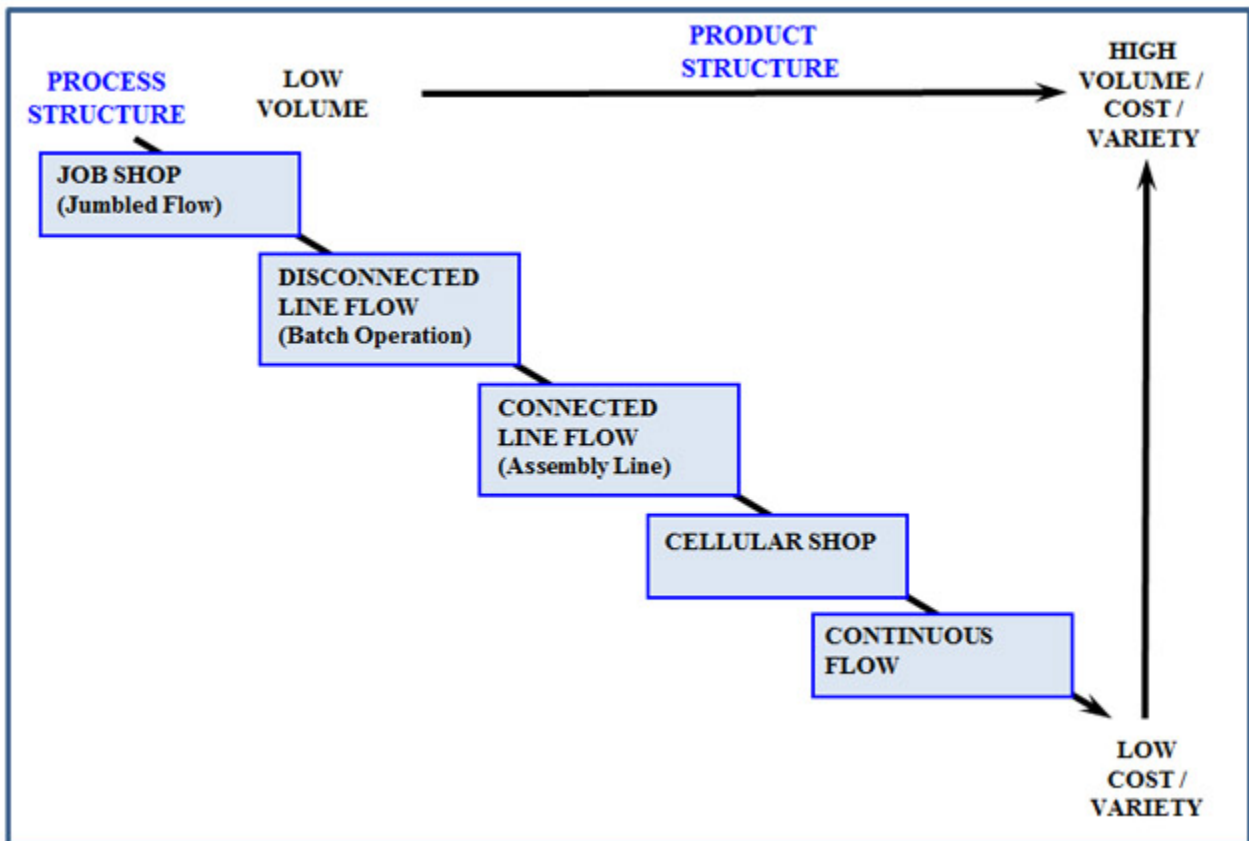 PROCESS
STRUCTURE
LOW
VOLUME
PRODUCT
STRUCTURE
HIGH
VOLUME /
COST /
VARIETY
JOB SHOP
(Jumbled Flow)
DISCONNECTED
LINE FLOW
(Batch Operation)
CONNECTED
LINE FLOW
(Assembly Line)
CELLULAR SHOP
CONTINUOUS
FLOW
LOW
COST /
VARIETY